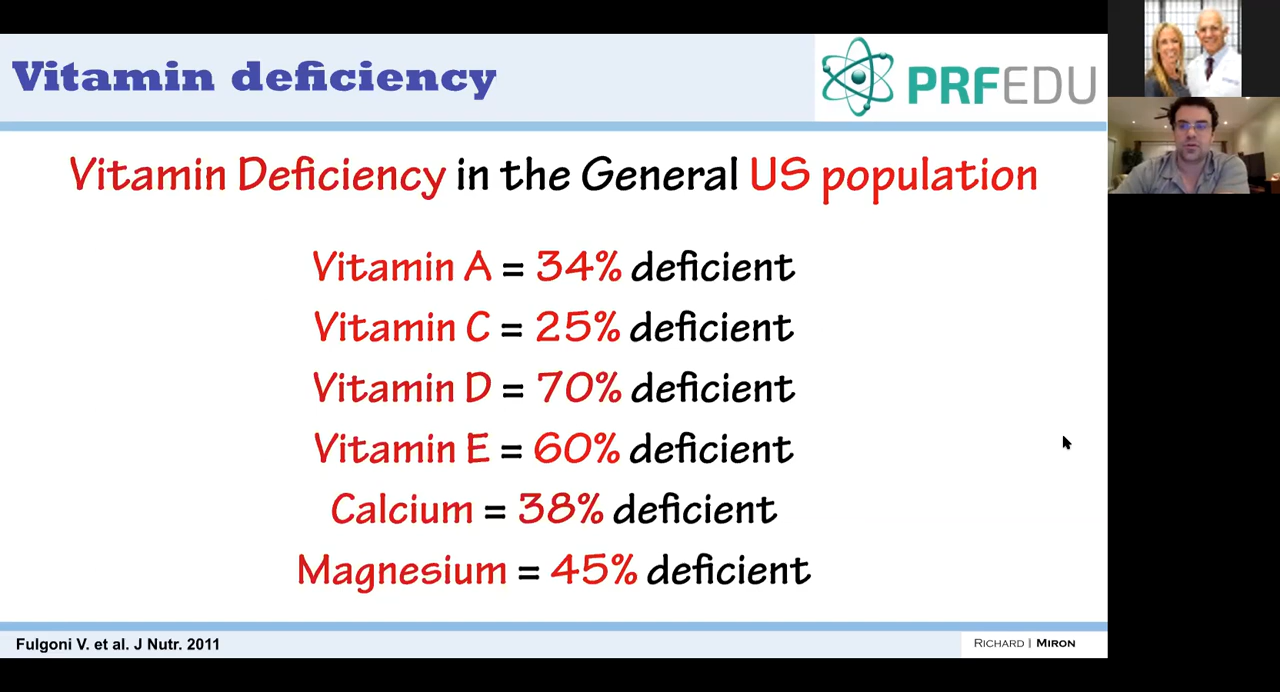 Vitamin deficiency
PRFEDU
Vitamin Deficiency in the General US population
Vitamin A = 34% deficient
Vitamin C = 25% deficient
Vitamin D = 70% deficient
Vitamin E = 60% deficient
Calcium = 38% deficient
Magnesium = 45% deficient
Fulgoni V. et al. J Nutr. 2011
RICHARD | MIRON